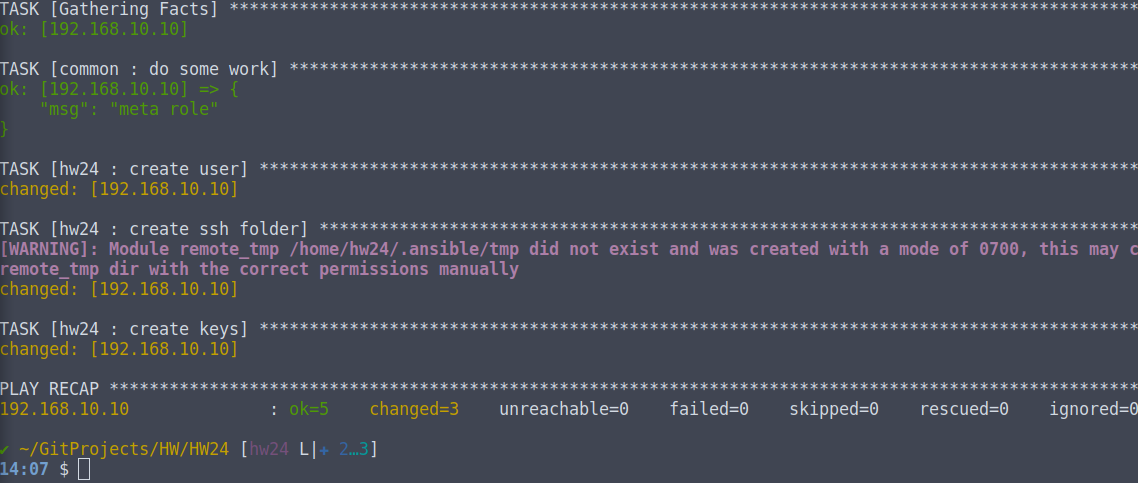 TASK [Gathering Facts] *******************************************************************************************
ok: [192.168.10.10]
TASK [common : do some work] *************************************************************************************
ok: [192.168.10.10] => {
    "msg": "meta role"
}
TASK [hw24 : create user] ****************************************************************************************
changed: [192.168.10.10]
TASK [hw24 : create ssh folder] **********************************************************************************
[WARNING]: Module remote_tmp /home/hw24/.ansible/tmp did not exist and was created with a mode of 0700, this may c
remote_tmp dir with the correct permissions manually
changed: [192.168.10.10]
TASK [hw24 : create keys] ****************************************************************************************
changed: [192.168.10.10]
PLAY RECAP *******************************************************************************************************
192.168.10.10              : ok=5    changed=3    unreachable=0    failed=0    skipped=0    rescued=0    ignored=0
✔ ~/GitProjects/HW/HW24 [hw24 L|✚ 2…3]
14:07 $